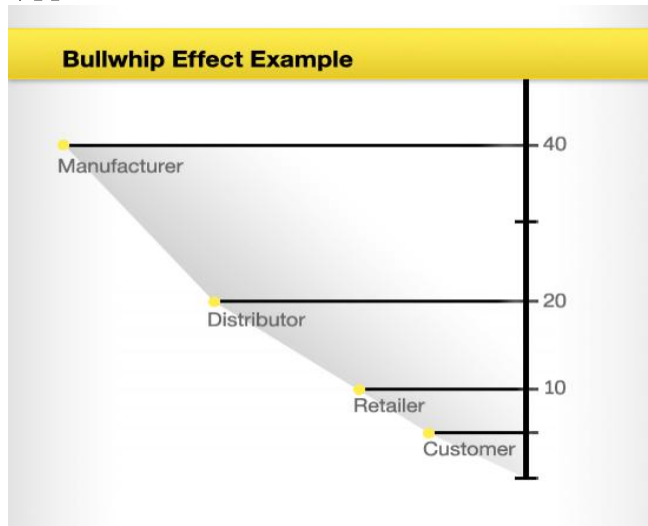 Bullwhip Effect Example
40
Manufacturer
20
Distributor
10
Retailer
Customer